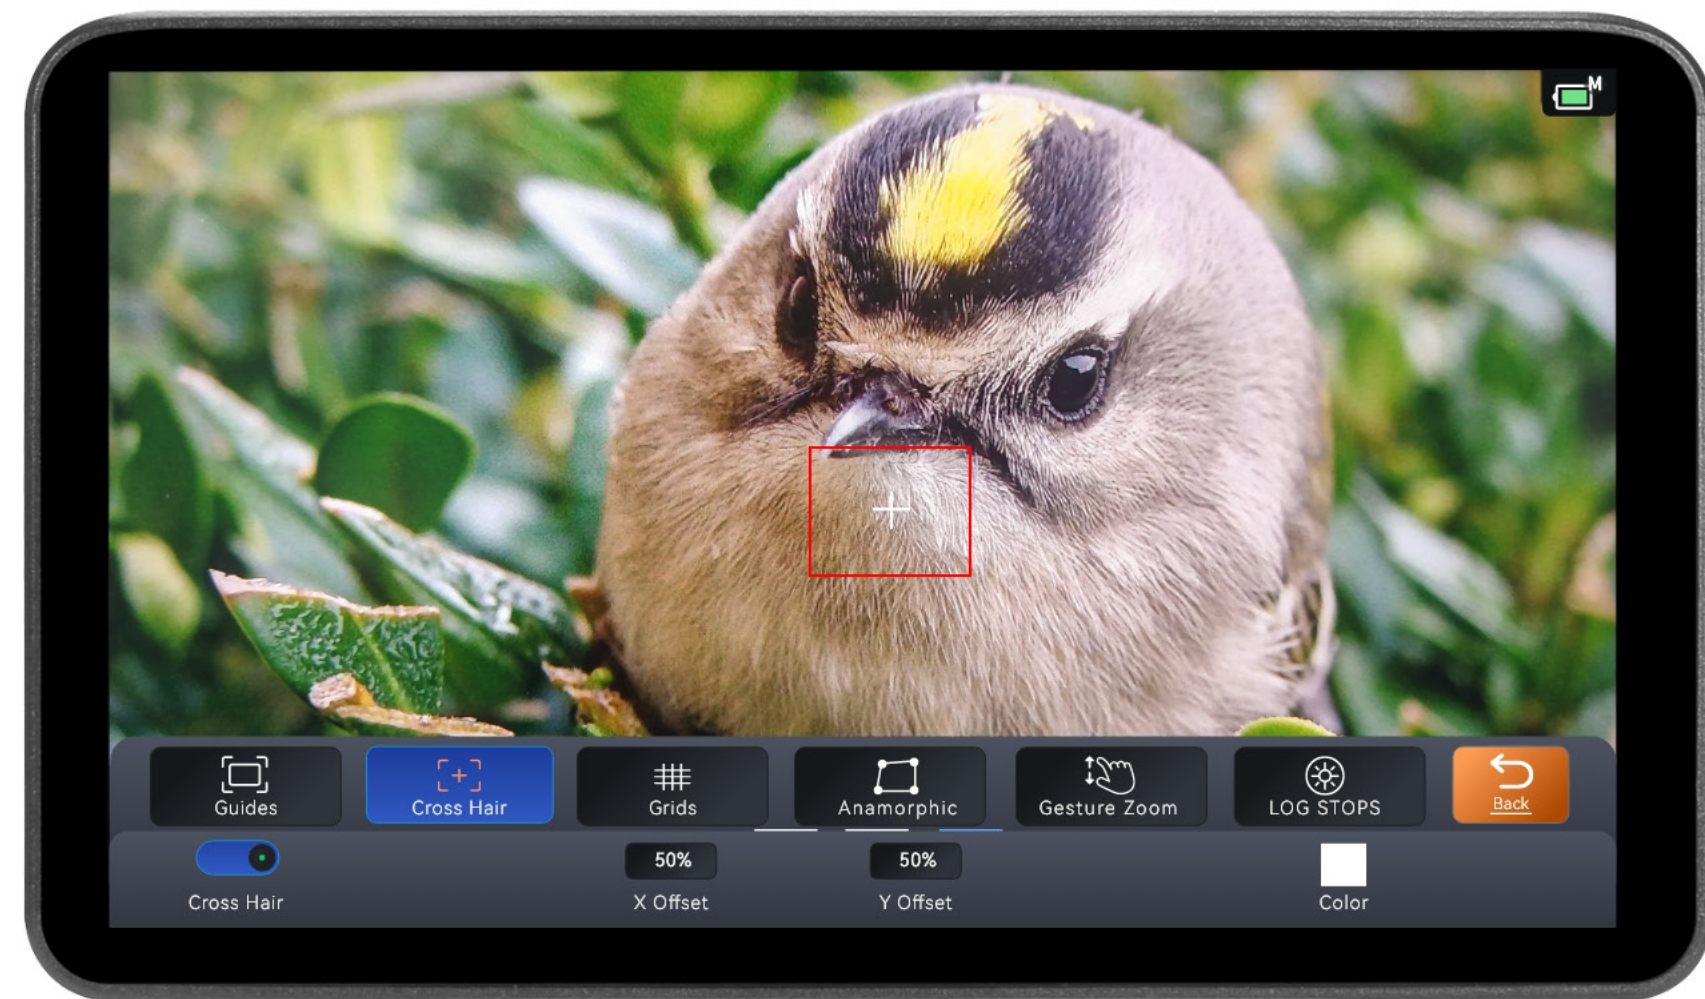 M
Guides
Cross Hair
Grids
Anamorphic
Gesture Zoom
LOG STOPS
Back
50%
50%
Cross Hair
X Offset
Y Offset
Color